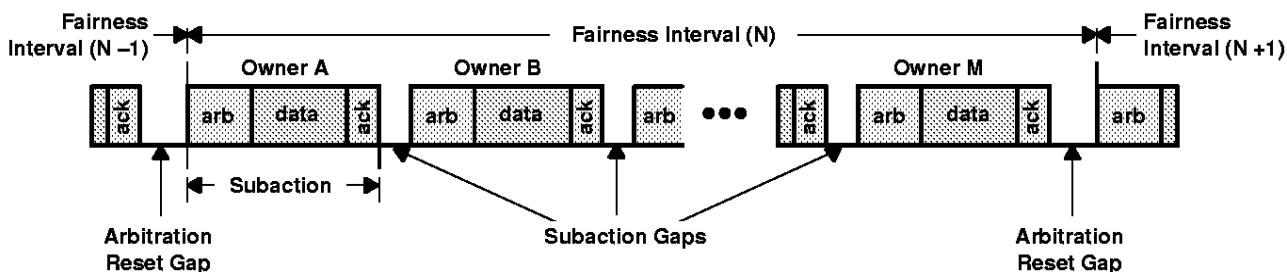 Fairness
Interval (N –1)
Fairness Interval (N)
Fairness
Interval (N +1)
Owner A
Owner B
Owner M
ack
arb
data
ack
arb
data
ack
arb
ack
arb
data
ack
arb
Subaction
Arbitration
Reset Gap
Subaction Gaps
Arbitration
Reset Gap